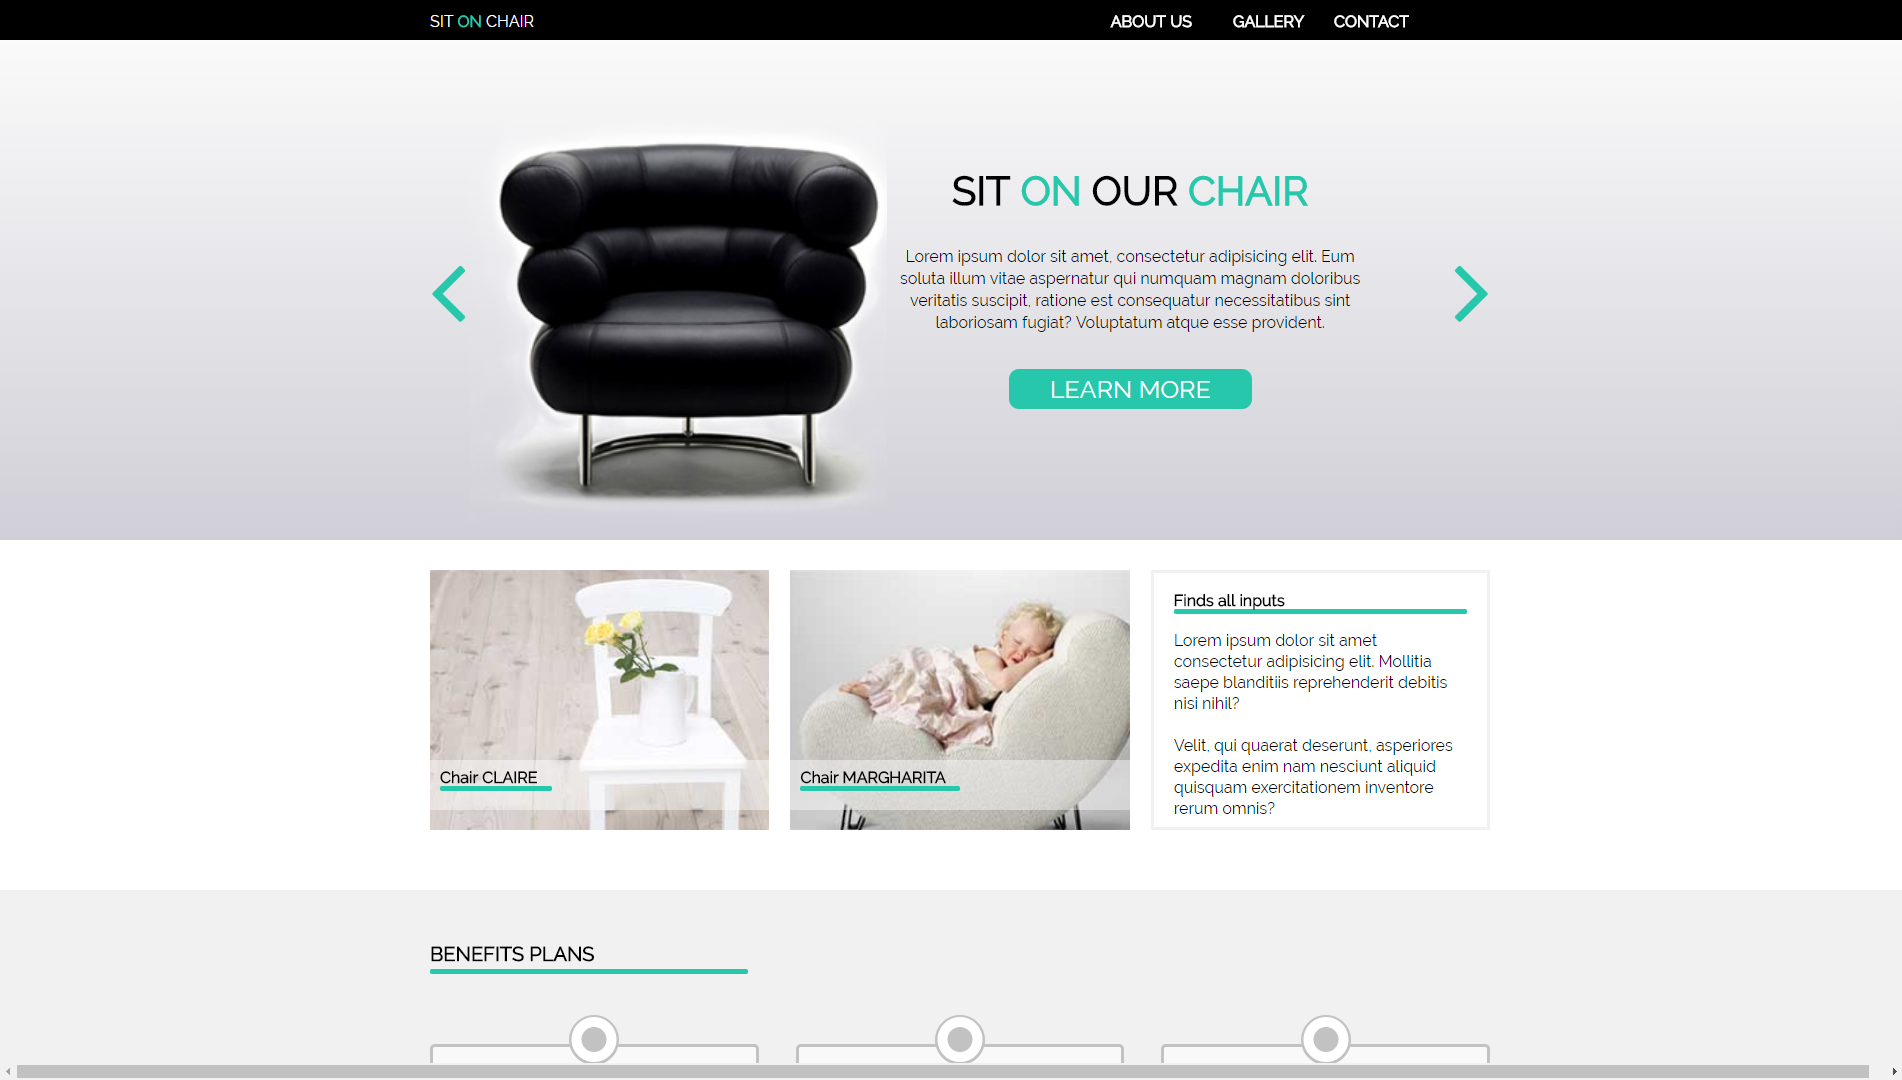 SIT ON CHAIR
ABOUT US
GALLERY
CONTACT
SIT ON OUR CHAIR
Lorem ipsum dolor sit amet, consectetur adipisicing elit. Eum
soluta illum vitae aspernatur qui numquam magnam doloribus
veritatis suscipit, ratione est consequatur necessitatibus sint
laboriosam fugiat? Voluptatum atque esse provident.
LEARN MORE
Chair CLAIRE
Chair MARGHARITA
Finds all inputs
Lorem ipsum dolor sit amet
consectetur adipisicing elit. Mollitia
saepe blanditiis reprehenderit debitis
nisi nihil?
Velit, qui quaerat deserunt, asperiores
expedita enim nam nesciunt aliquid
quisquam exercitationem inventore
rerum omnis?
BENEFITS PLANS